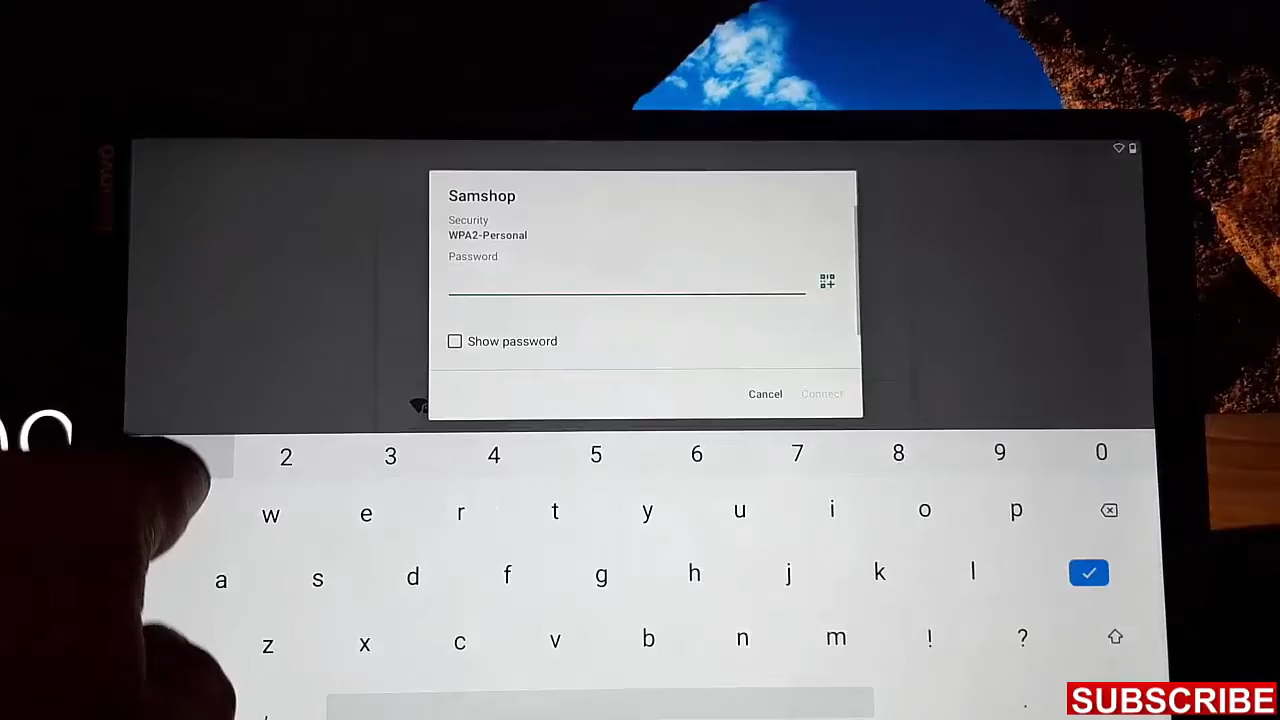 Samshop
Security
WPA2-Personal
Password
Show password
Cancel Connect
2 3 4 5 6 7 8 9 0
w e r t y u i o p
a s d f g h j k l
z x c v b n m ! ?
, .
SUBSCRIBE